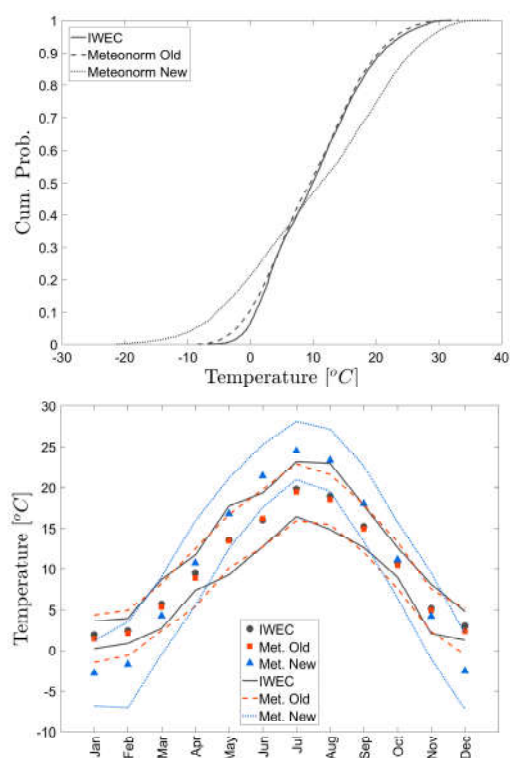 1
0.9
0.8
0.7
0.6
0.5
0.4
0.3
0.2
0.1
0
Cum. Prob.
IWEC
Meteonorm Old
Meteonorm New
-30 -20 -10 0 10 20 30 40
Temperature [°C]
30
25
20
15
10
5
0
-5
-10
Temperature [°C]
IWEC
Met. Old
Met. New
IWEC
Met. Old
Met. New
Jan Feb Mar Apr May Jun Jul Aug Sep Oct Nov Dec